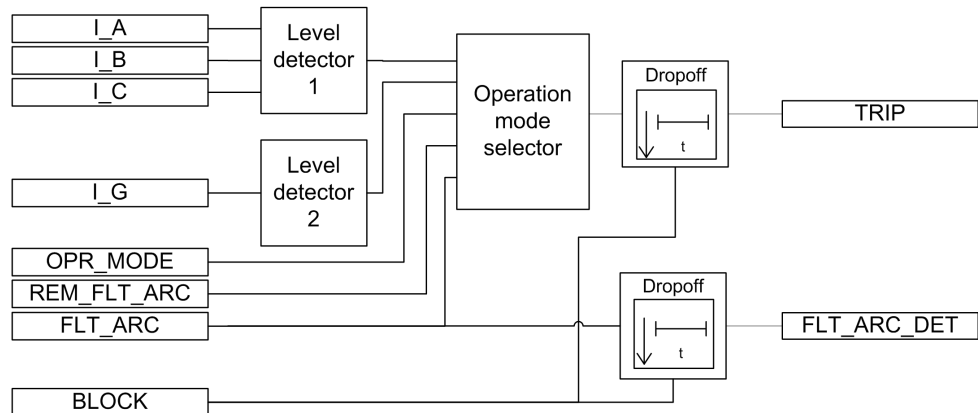 I_A
I_B
I_C
Level
detector
1
Operation
mode
selector
Dropoff
t
TRIP
I_G
Level
detector
2
OPR_MODE
REM_FLT_ARC
FLT_ARC
Dropoff
t
FLT_ARC_DET
BLOCK